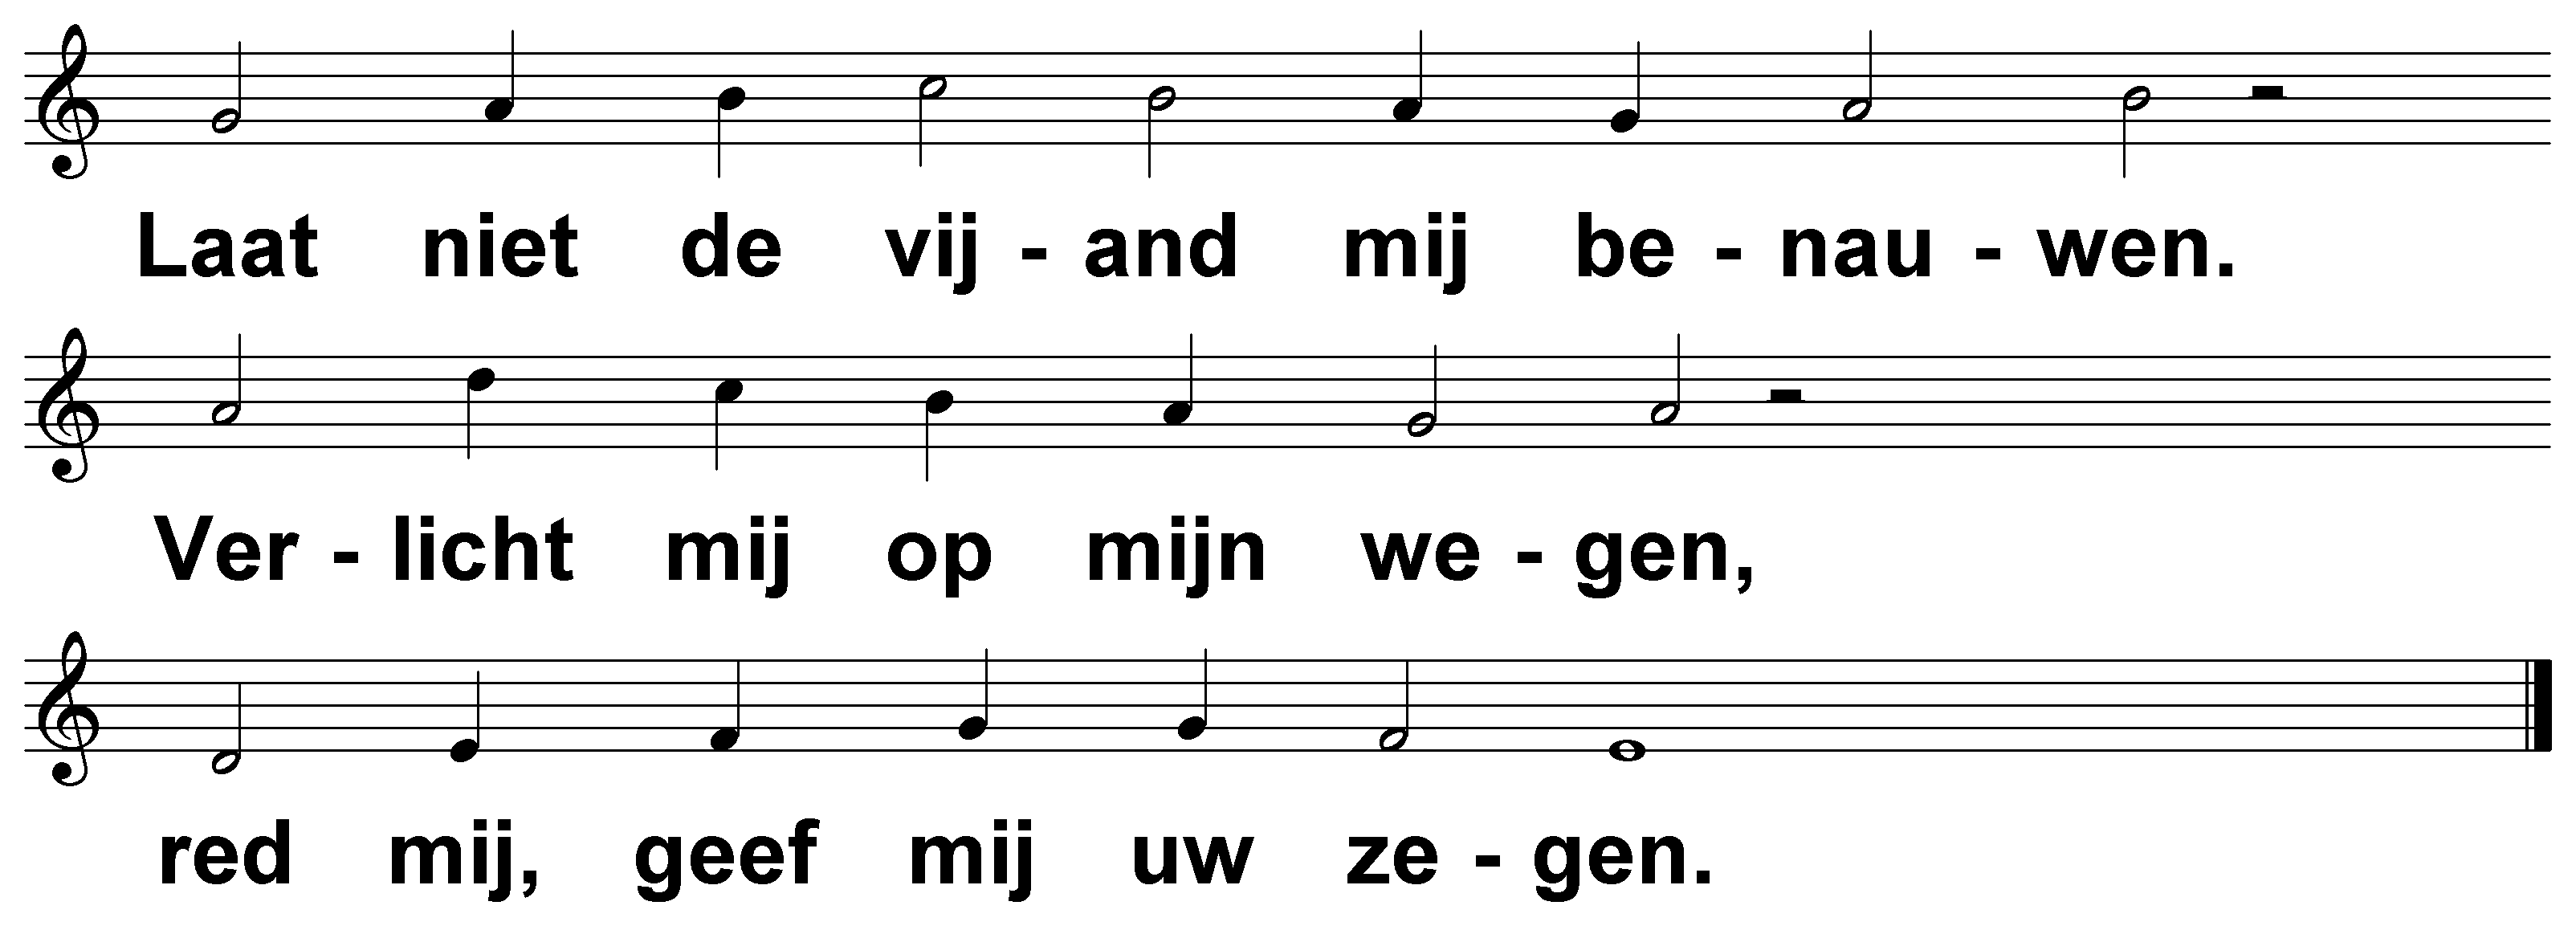 Laat niet de vij - and mij be - nau - wen.
Ver - licht mij op mijn we - gen,
red mij, geef mij uw ze - gen.